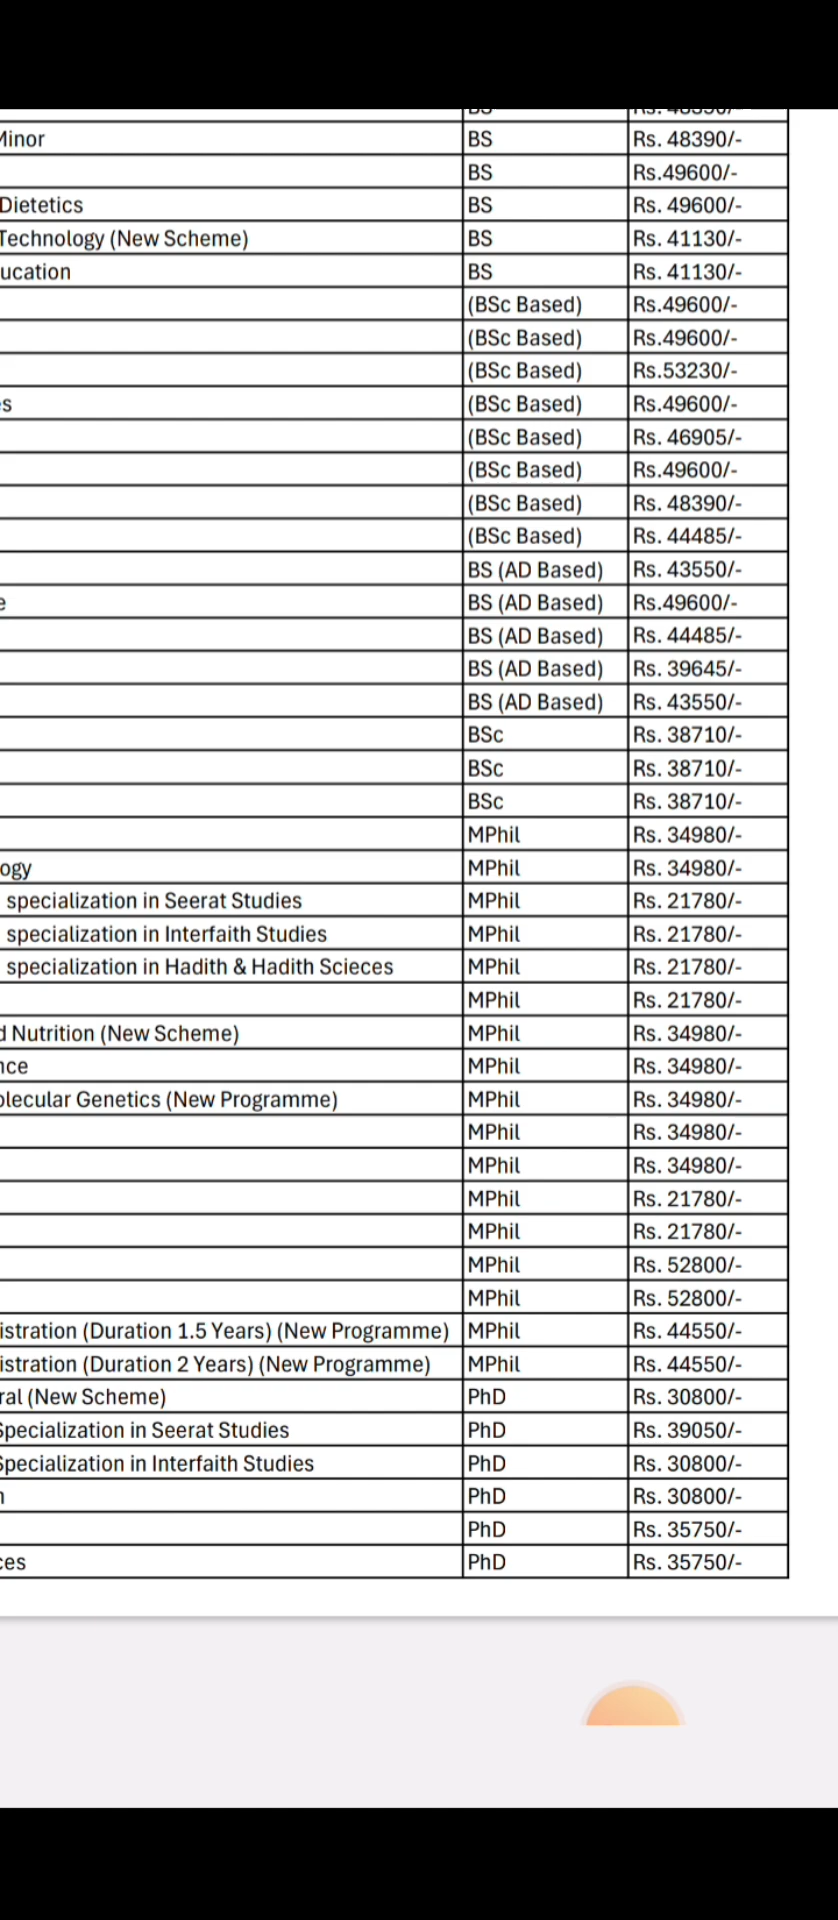 Minor BS Rs. 48390/-
BS Rs.49600/-
Dietetics BS Rs. 49600/-
Technology (New Scheme) BS Rs. 41130/-
ucation BS Rs. 41130/-
(BSc Based) Rs.49600/-
(BSc Based) Rs.49600/-
(BSc Based) Rs.53230/-
s (BSc Based) Rs.49600/-
(BSc Based) Rs. 46905/-
(BSc Based) Rs.49600/-
(BSc Based) Rs. 48390/-
(BSc Based) Rs. 44485/-
BS (AD Based) Rs. 43550/-
e BS (AD Based) Rs.49600/-
BS (AD Based) Rs. 44485/-
BS (AD Based) Rs. 39645/-
BS (AD Based) Rs. 43550/-
BSc Rs. 38710/-
BSc Rs. 38710/-
BSc Rs. 38710/-
MPhil Rs. 34980/-
ogy MPhil Rs. 34980/-
specialization in Seerat Studies MPhil Rs. 21780/-
specialization in Interfaith Studies MPhil Rs. 21780/-
specialization in Hadith & Hadith Scieces MPhil Rs. 21780/-
MPhil Rs. 21780/-
d Nutrition (New Scheme) MPhil Rs. 34980/-
nce MPhil Rs. 34980/-
olecular Genetics (New Programme) MPhil Rs. 34980/-
MPhil Rs. 34980/-
MPhil Rs. 34980/-
MPhil Rs. 21780/-
MPhil Rs. 21780/-
MPhil Rs. 52800/-
MPhil Rs. 52800/-
istration (Duration 1.5 Years) (New Programme) MPhil Rs. 44550/-
istration (Duration 2 Years) (New Programme) MPhil Rs. 44550/-
ral (New Scheme) PhD Rs. 30800/-
Specialization in Seerat Studies PhD Rs. 39050/-
Specialization in Interfaith Studies PhD Rs. 30800/-
n PhD Rs. 30800/-
PhD Rs. 35750/-
ces PhD Rs. 35750/-